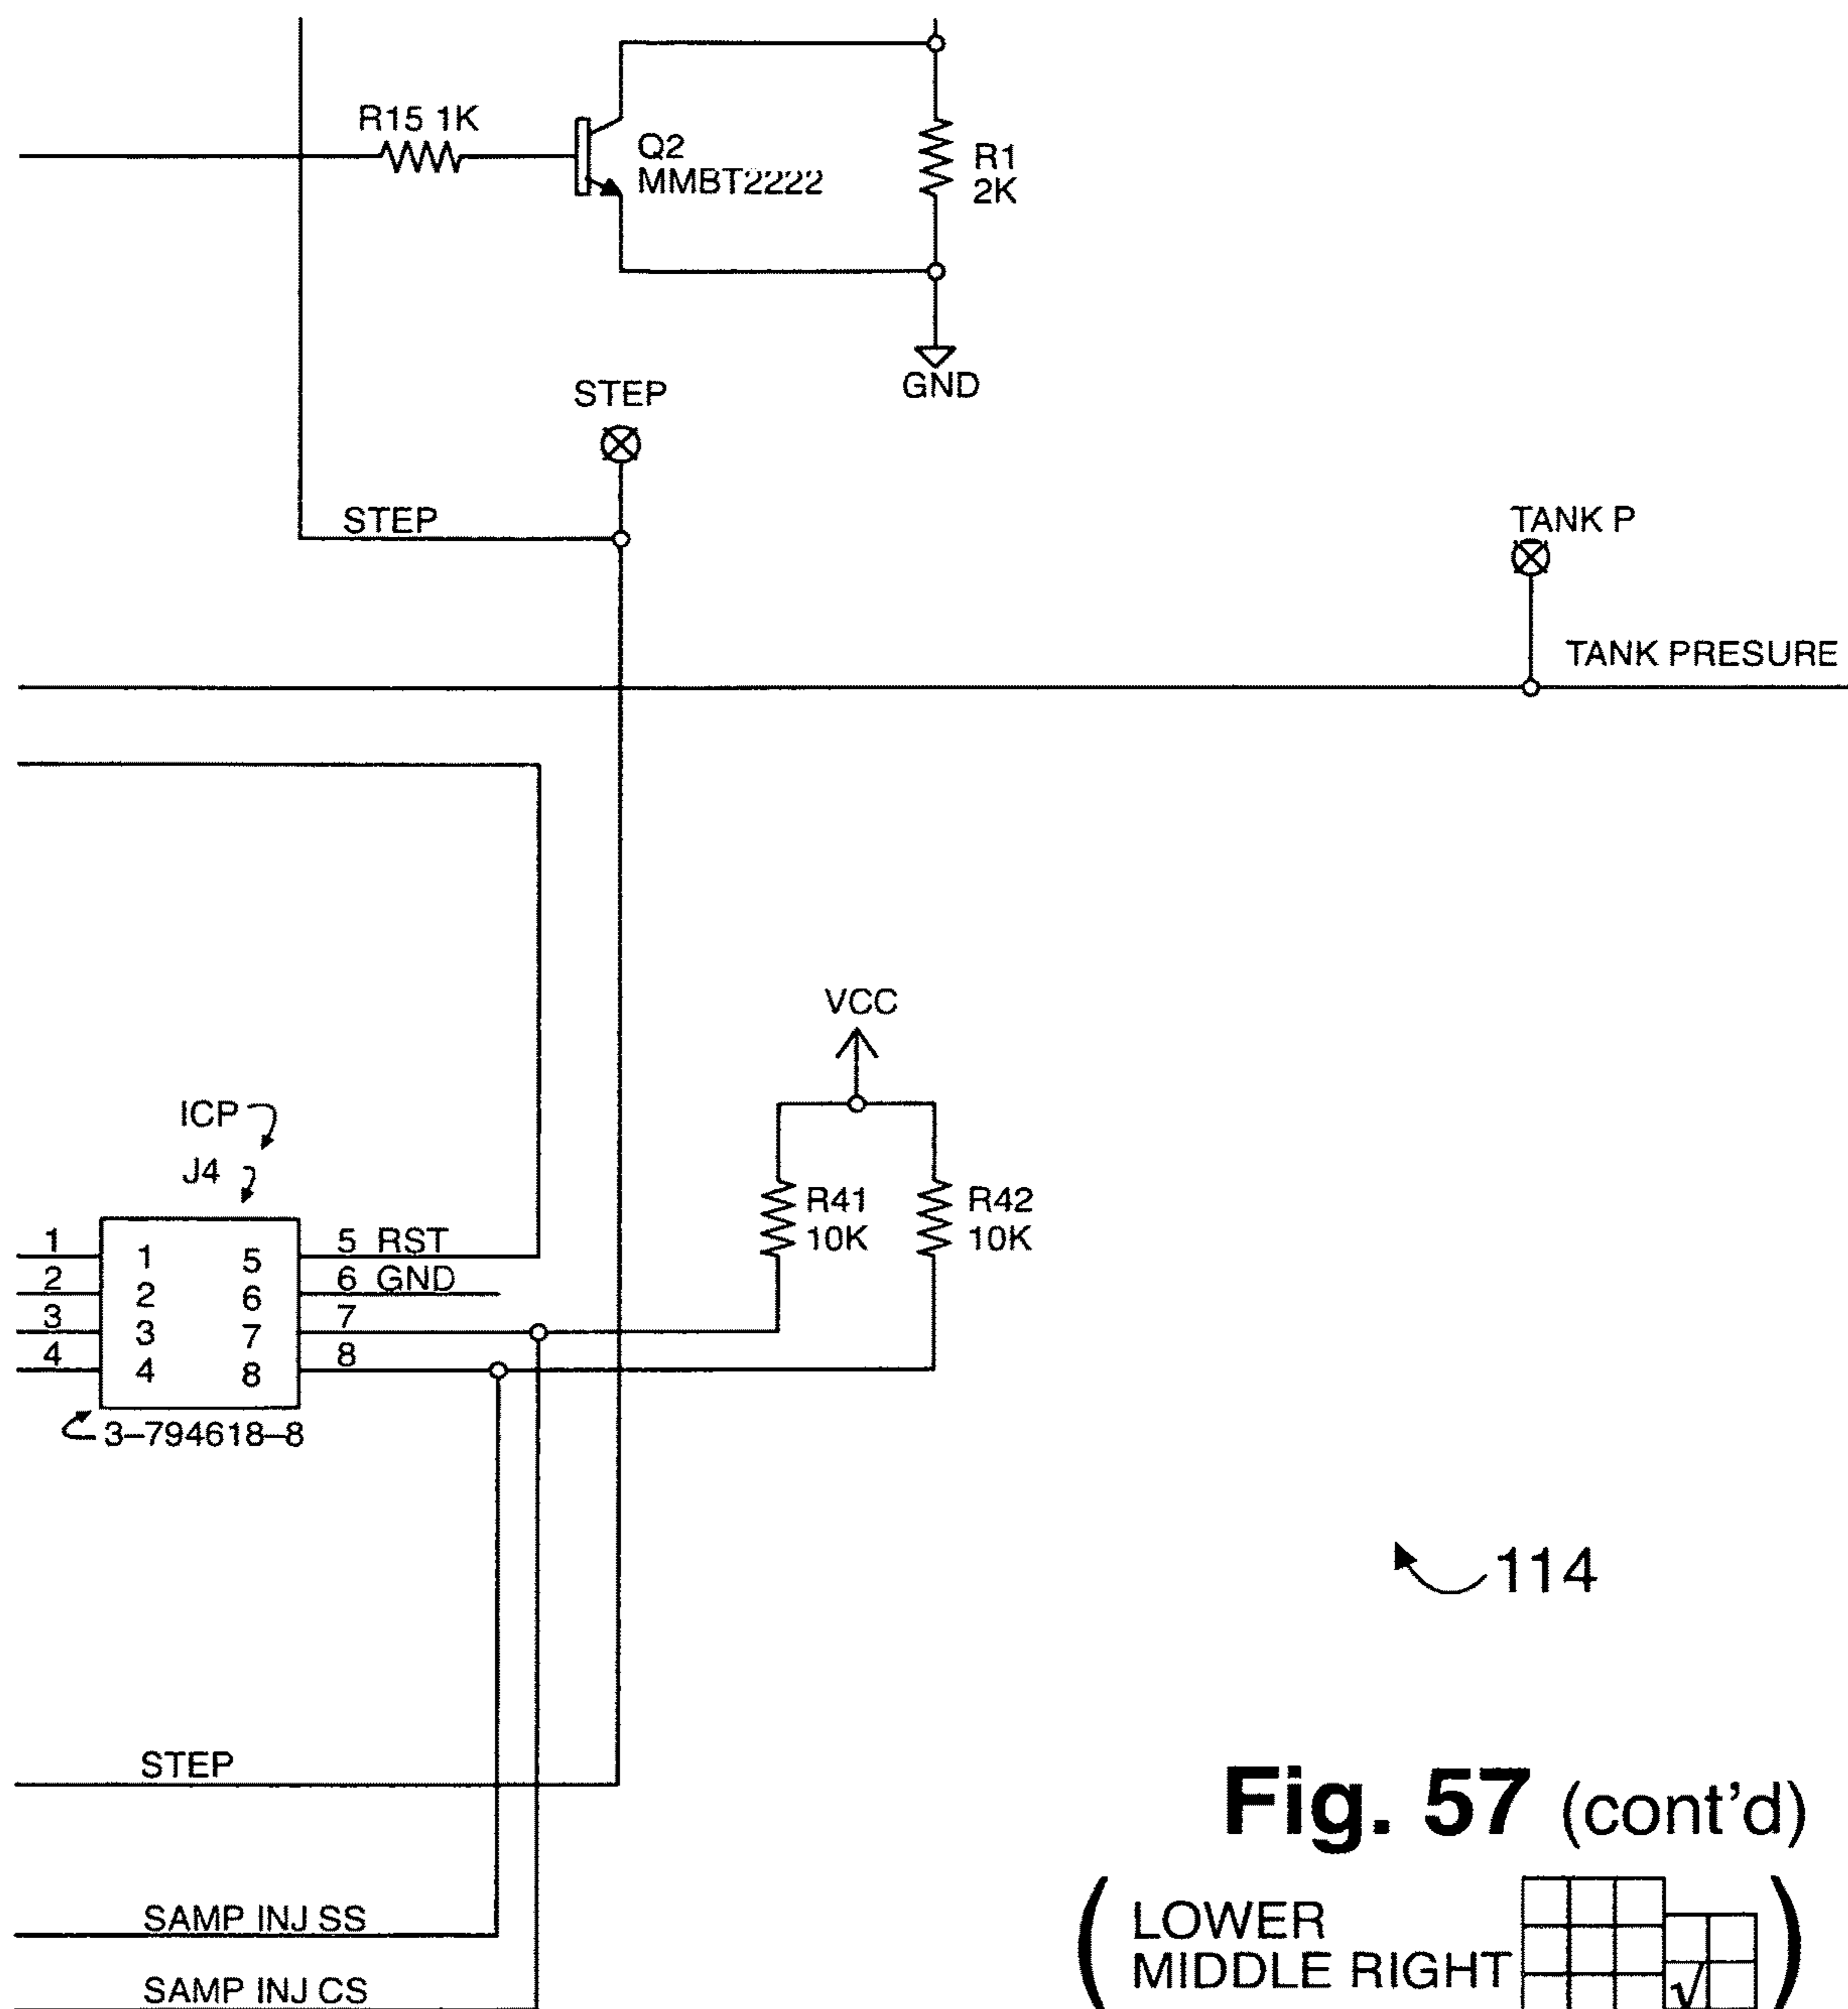 R15 1K
Q2
MMBT2222
R1
2K
GND
STEP
STEP
TANK P
TANK PRESURE
VCC
ICP
J4
R41
10K
R42
10K
1 1 5 5 RST
2 2 6 6 GND
3 3 7 7
4 4 8 8
3–794618–8
114
STEP
Fig. 57 (cont'd)
SAMP INJ SS
SAMP INJ CS
( LOWER
MIDDLE RIGHT √ )